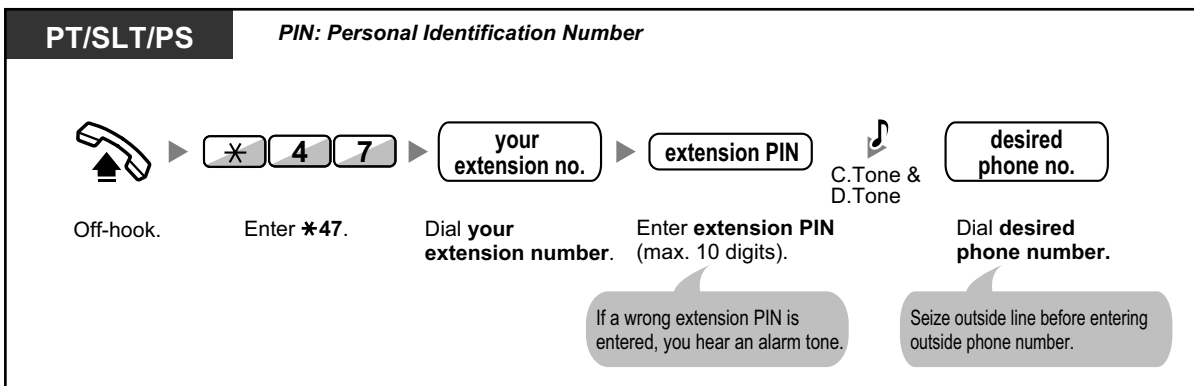 PT/SLT/PS
PIN: Personal Identification Number
* 4 7
your
extension no.
extension PIN
C.Tone &
D.Tone
desired
phone no.
Off-hook.
Enter *47.
Dial your
extension number.
Enter extension PIN
(max. 10 digits).
Dial desired
phone number.
If a wrong extension PIN is
entered, you hear an alarm tone.
Seize outside line before entering
outside phone number.